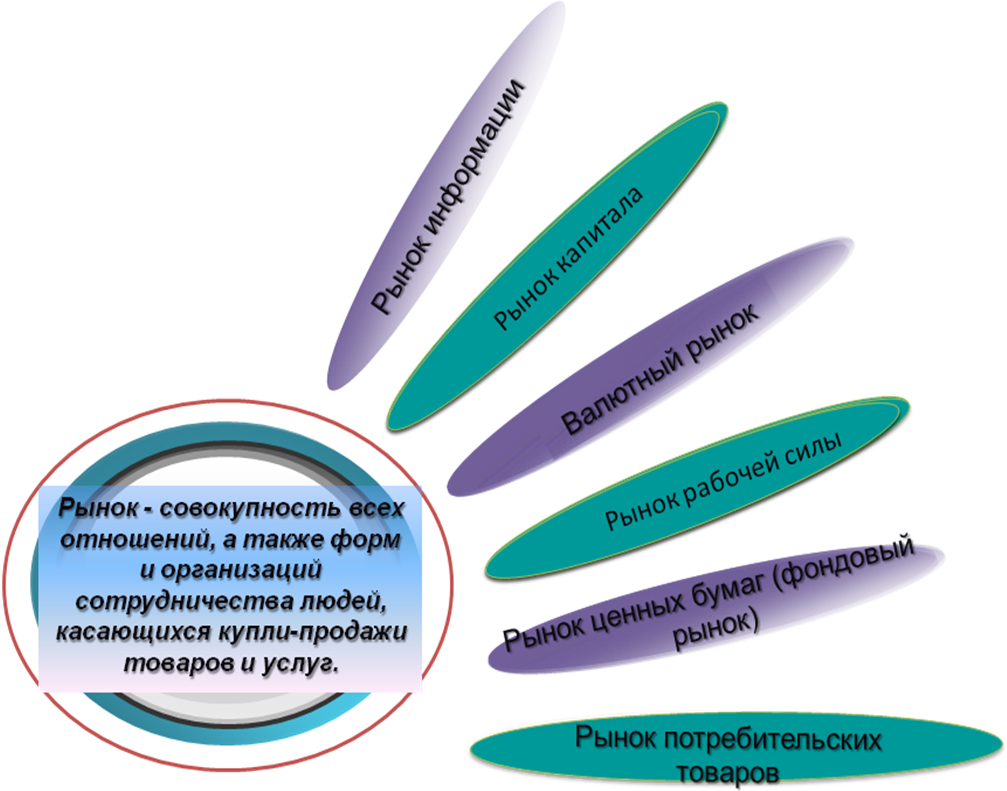 Рынок информации
Рынок капитала
Валютный рынок
Рынок рабочей силы
Рынок ценных бумаг (фондовый
рынок)
Рынок потребительских
товаров
Рынок - совокупность всех
отношений, а также форм
и организаций
сотрудничества людей,
касающихся купли-продажи
товаров и услуг.